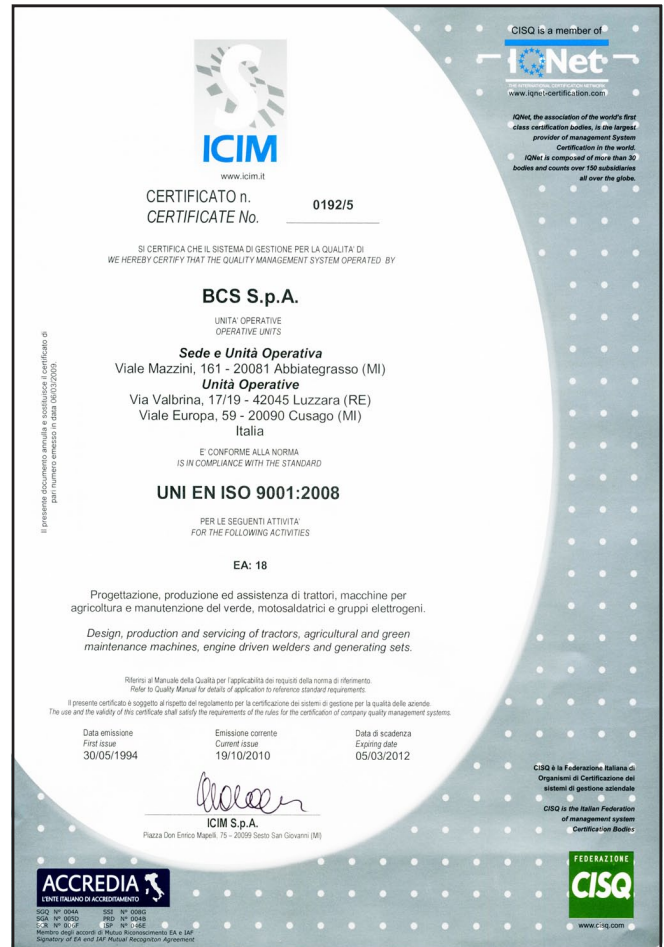 ICIM
www.icim.it
CISQ is a member of
IQNet
THE INTERNATIONAL CERTIFICATION NETWORK
www.iqnet-certification.com
IQNet, the association of the world's first
class certification bodies, is the largest
provider of management System
Certification in the world.
IQNet is composed of more than 30
bodies and counts over 150 subsidiaries
all over the globe.
CERTIFICATO n.
CERTIFICATE No.
0192/5
SI CERTIFICA CHE IL SISTEMA DI GESTIONE PER LA QUALITA' DI
WE HEREBY CERTIFY THAT THE QUALITY MANAGEMENT SYSTEM OPERATED BY
BCS S.p.A.
UNITA' OPERATIVE
OPERATIVE UNITS
Sede e Unità Operativa
Viale Mazzini, 161 - 20081 Abbiategrasso (MI)
Unità Operative
Via Valbrina, 17/19 - 42045 Luzzara (RE)
Viale Europa, 59 - 20090 Cusago (MI)
Italia
Il presente documento annulla e sostituisce il certificato di
pari numero emesso in data 06/03/2009.
E' CONFORME ALLA NORMA
IS IN COMPLIANCE WITH THE STANDARD
UNI EN ISO 9001:2008
PER LE SEGUENTI ATTIVITA'
FOR THE FOLLOWING ACTIVITIES
EA: 18
Progettazione, produzione ed assistenza di trattori, macchine per
agricoltura e manutenzione del verde, motosaldatrici e gruppi elettrogeni.
Design, production and servicing of tractors, agricultural and green
maintenance machines, engine driven welders and generating sets.
Riferirsi al Manuale della Qualità per l'applicabilità dei requisiti della norma di riferimento.
Refer to Quality Manual for details of application to reference standard requirements.
Il presente certificato è soggetto al rispetto del regolamento per la certificazione dei sistemi di gestione per la qualità delle aziende.
The use and the validity of this certificate shall satisfy the requirements of the rules for the certification of company quality management systems.
Data emissione
First issue
30/05/1994
Emissione corrente
Current issue
19/10/2010
Data di scadenza
Expiring date
05/03/2012
ICIM S.p.A.
Piazza Don Enrico Mapelli, 75 – 20099 Sesto San Giovanni (MI)
CISQ è la Federazione Italiana di
Organismi di Certificazione dei
sistemi di gestione aziendale
CISQ is the Italian Federation
of management system
Certification Bodies
FEDERAZIONE
CISQ
www.cisq.com
ACCREDIA
L'ENTE ITALIANO DI ACCREDITAMENTO
SGQ N° 004A SSI N° 008G
SGA N° 005D PRD N° 004B
SCR N° 006F ISP N° 046E
Membro degli accordi di Mutuo Riconoscimento EA e IAF
Signatory of EA and IAF Mutual Recogniton Agreement